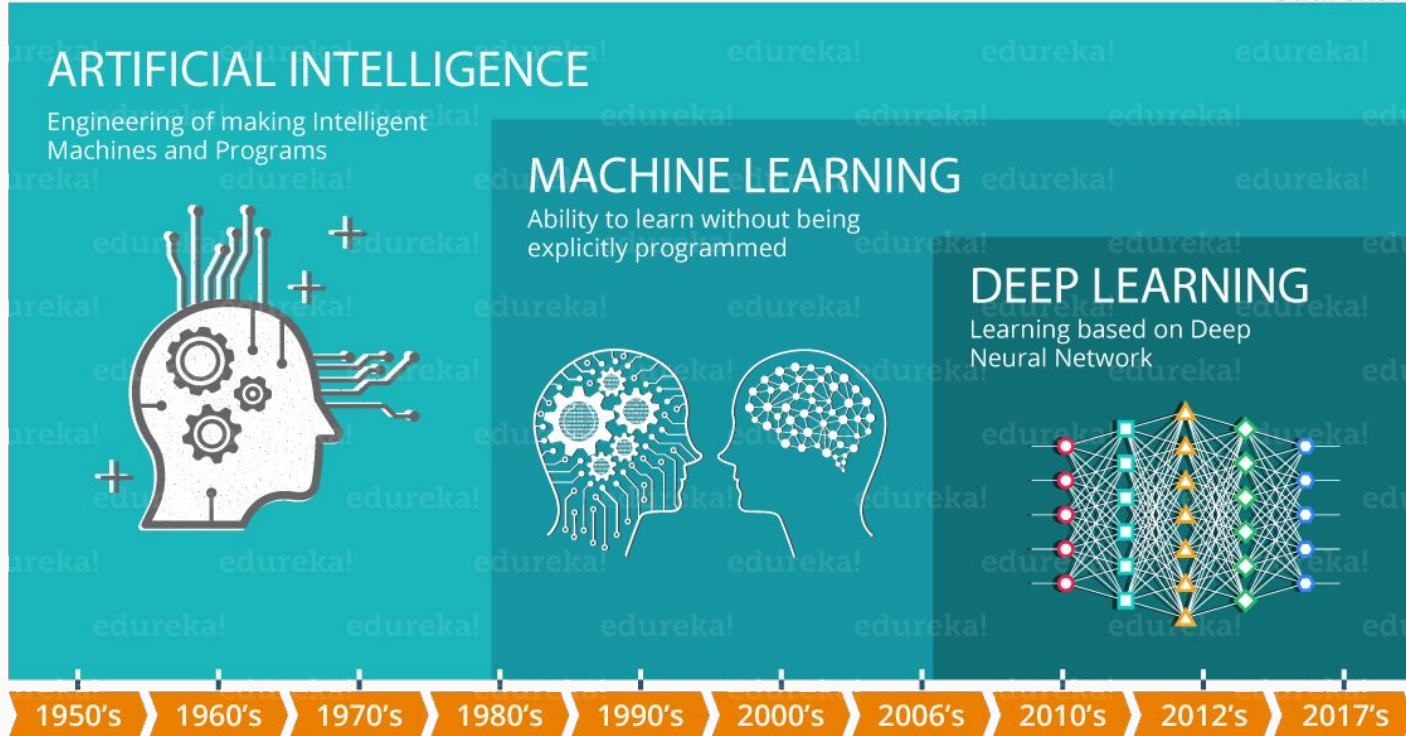 ARTIFICIAL INTELLIGENCE
Engineering of making Intelligent
Machines and Programs
MACHINE LEARNING
Ability to learn without being
explicitly programmed
DEEP LEARNING
Learning based on Deep
Neural Network
1950's 1960's 1970's 1980's 1990's 2000's 2006's 2010's 2012's 2017's
edureka!